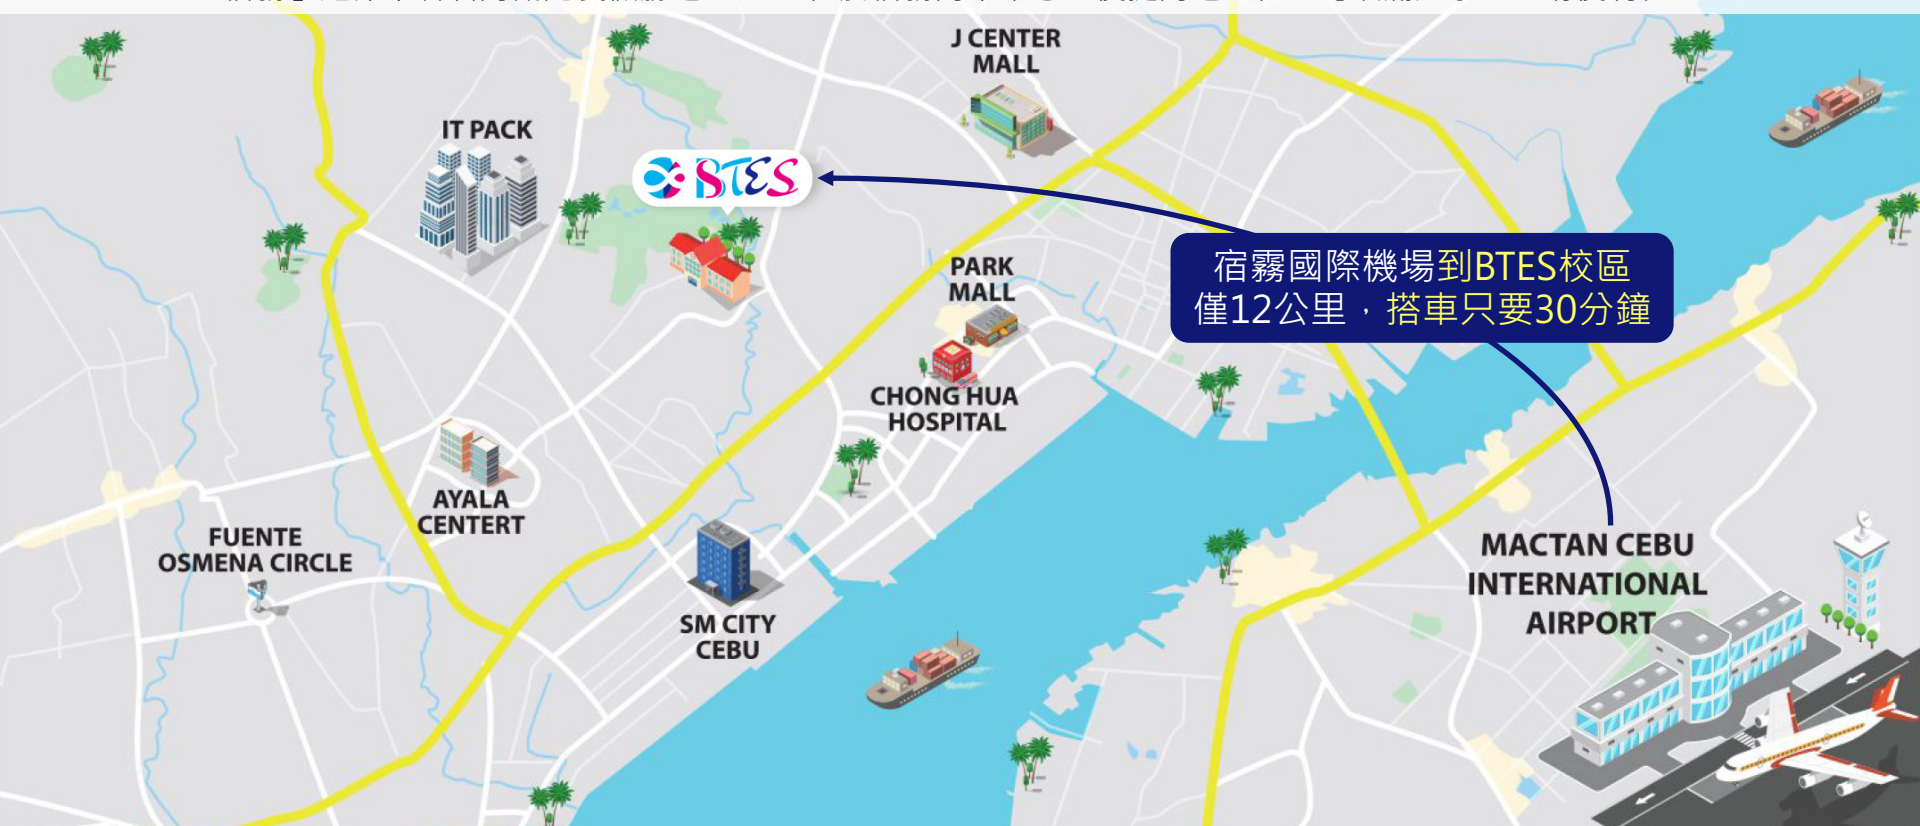 J CENTER
MALL
IT PACK
BTES
宿霧國際機場到BTES校區
僅12公里，搭車只要30分鐘
PARK
MALL
CHONG HUA
HOSPITAL
AYALA
CENTERT
FUENTE
OSMENA CIRCLE
SM CITY
CEBU
MACTAN CEBU
INTERNATIONAL
AIRPORT